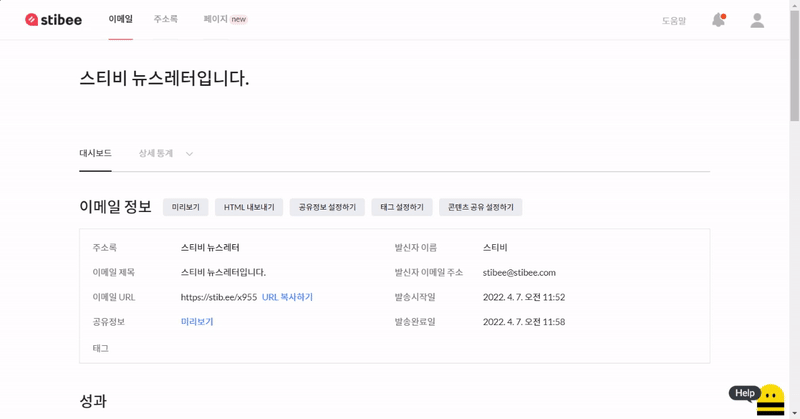 stibee 이메일 주소록 페이지 new 도움말
스티비 뉴스레터입니다.
대시보드 상세 통계
이메일 정보 미리보기 HTML 내보내기 공유정보 설정하기 태그 설정하기 콘텐츠 공유 설정하기
주소록 스티비 뉴스레터 발신자 이름 스티비
이메일 제목 스티비 뉴스레터입니다. 발신자 이메일 주소 stibee@stibee.com
이메일 URL https://stib.ee/x955 URL 복사하기 발송시작일 2022. 4. 7. 오전 11:52
공유정보 미리보기 발송완료일 2022. 4. 7. 오전 11:58
태그
성과
Help